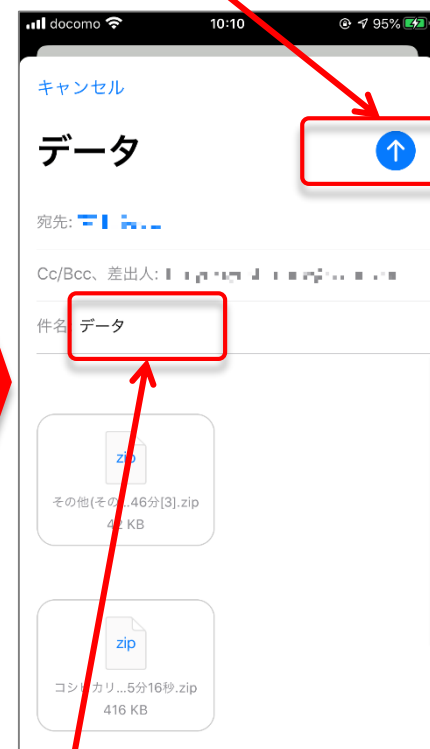 docomo 10:10 95%
キャンセル
データ
宛先:
Cc/Bcc、差出人:
件名: データ
zip
その他(その...46分[3].zip
42 KB
zip
コシヒカリ...5分16秒.zip
416 KB